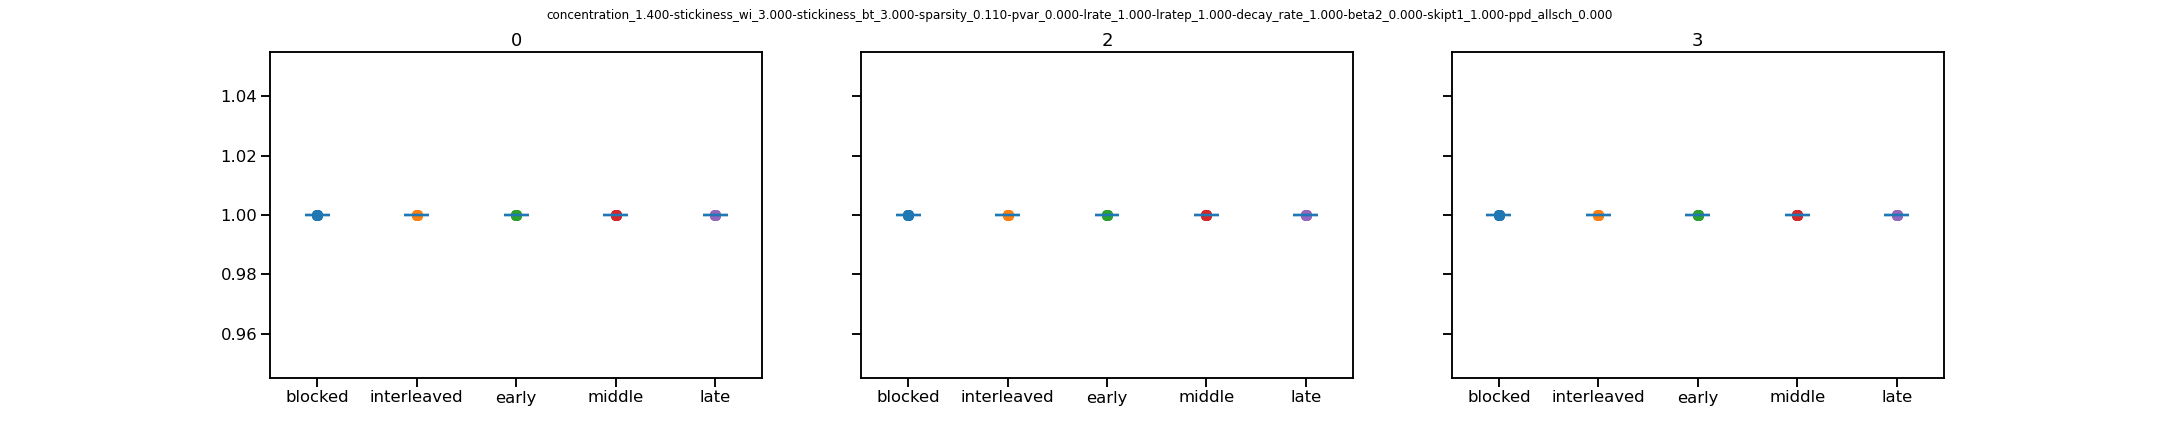 concentration_1.400-stickiness_wi_3.000-stickiness_bt_3.000-sparsity_0.110-pvar_0.000-lrate_1.000-lratep_1.000-decay_rate_1.000-beta2_0.000-skipt1_1.000-ppd_allsch_0.000
0
2
3
1.04
1.02
1.00
0.98
0.96
blocked interleaved early middle late
blocked interleaved early middle late
blocked interleaved early middle late